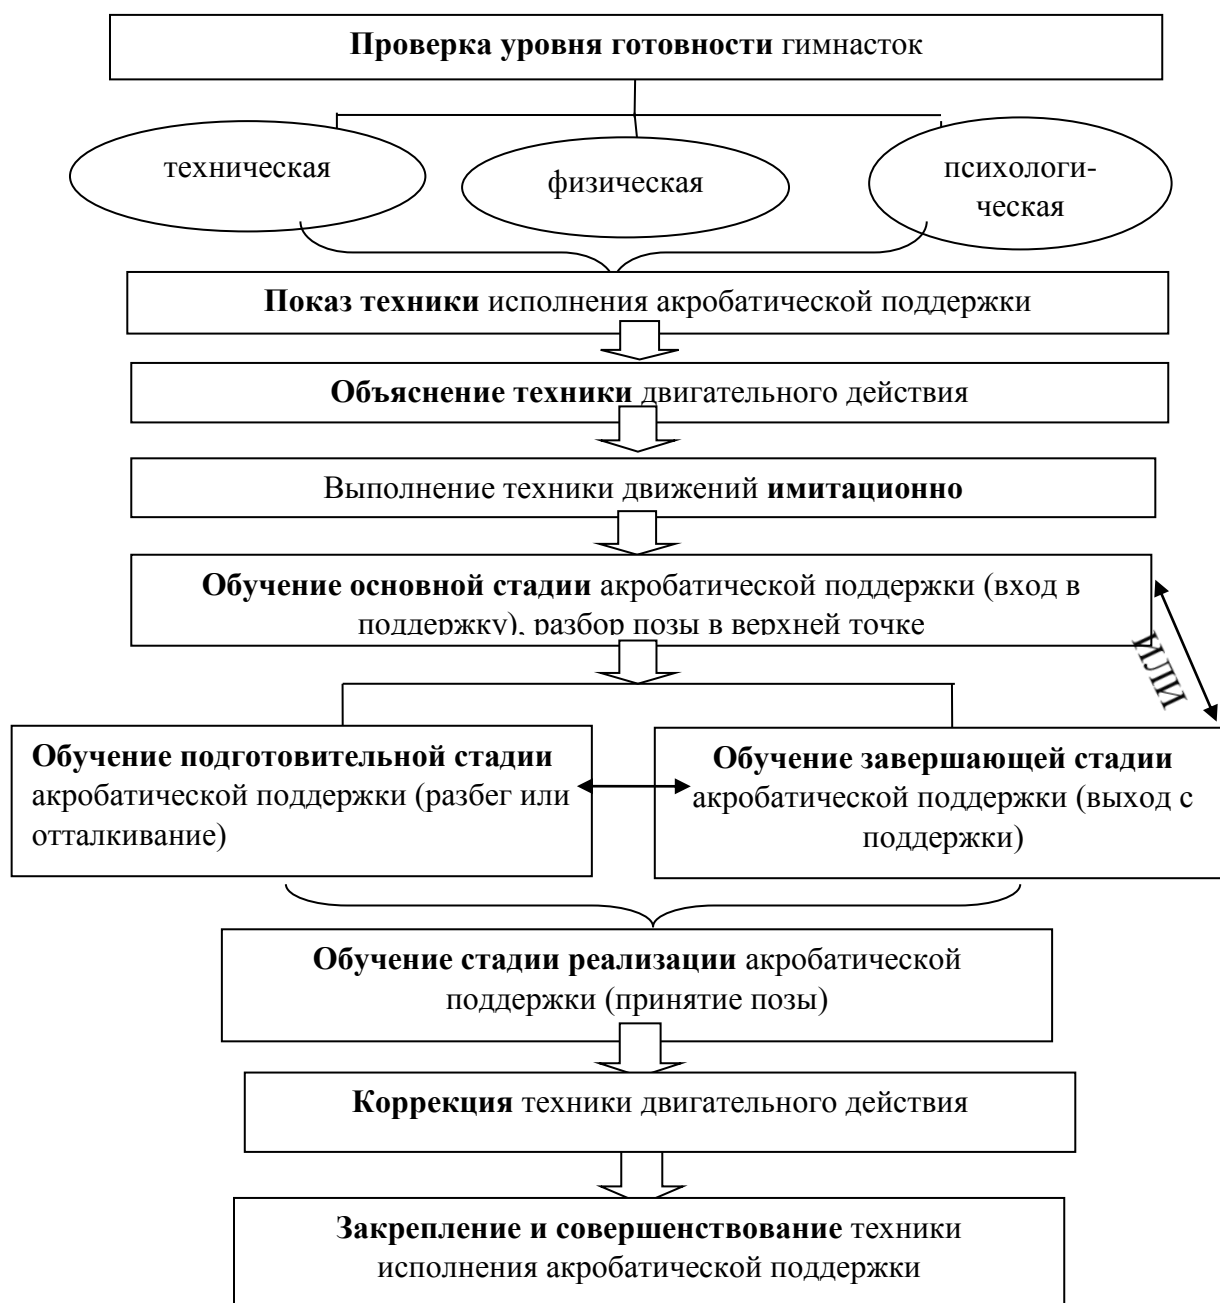 Проверка уровня готовности гимнасток
техническая
физическая
психологи-
ческая
Показ техники исполнения акробатической поддержки
Объяснение техники двигательного действия
Выполнение техники движений имитационно
Обучение основной стадии акробатической поддержки (вход в
поддержку), разбор позы в верхней точке
ИЛИ
Обучение подготовительной стадии
акробатической поддержки (разбег или
отталкивание)
Обучение завершающей стадии
акробатической поддержки (выход с
поддержки)
Обучение стадии реализации акробатической
поддержки (принятие позы)
Коррекция техники двигательного действия
Закрепление и совершенствование техники
исполнения акробатической поддержки